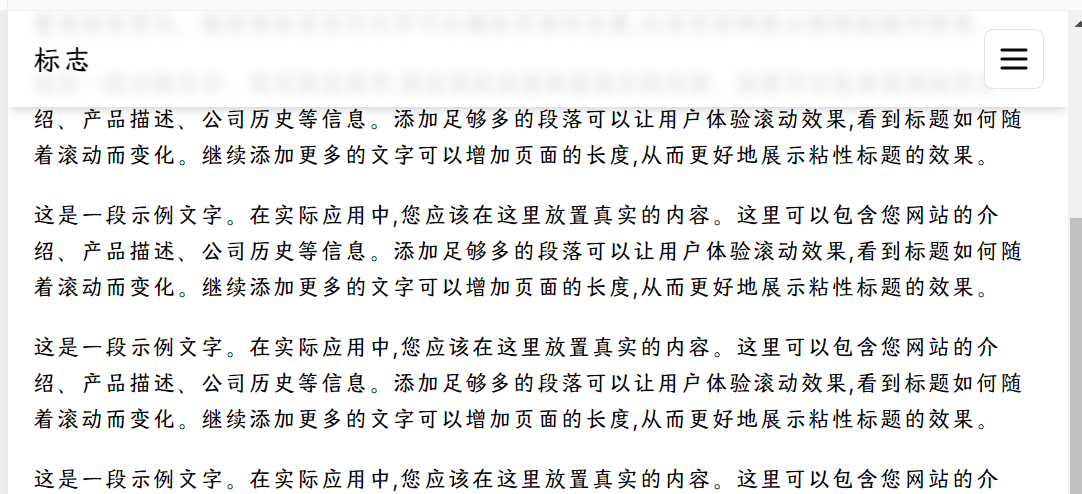 标志
绍、产品描述、公司历史等信息。添加足够多的段落可以让用户体验滚动效果,看到标题如何随
着滚动而变化。继续添加更多的文字可以增加页面的长度,从而更好地展示粘性标题的效果。
这是一段示例文字。在实际应用中,您应该在这里放置真实的内容。这里可以包含您网站的介
绍、产品描述、公司历史等信息。添加足够多的段落可以让用户体验滚动效果,看到标题如何随
着滚动而变化。继续添加更多的文字可以增加页面的长度,从而更好地展示粘性标题的效果。
这是一段示例文字。在实际应用中,您应该在这里放置真实的内容。这里可以包含您网站的介
绍、产品描述、公司历史等信息。添加足够多的段落可以让用户体验滚动效果,看到标题如何随
着滚动而变化。继续添加更多的文字可以增加页面的长度,从而更好地展示粘性标题的效果。
这是一段示例文字。在实际应用中,您应该在这里放置真实的内容。这里可以包含您网站的介